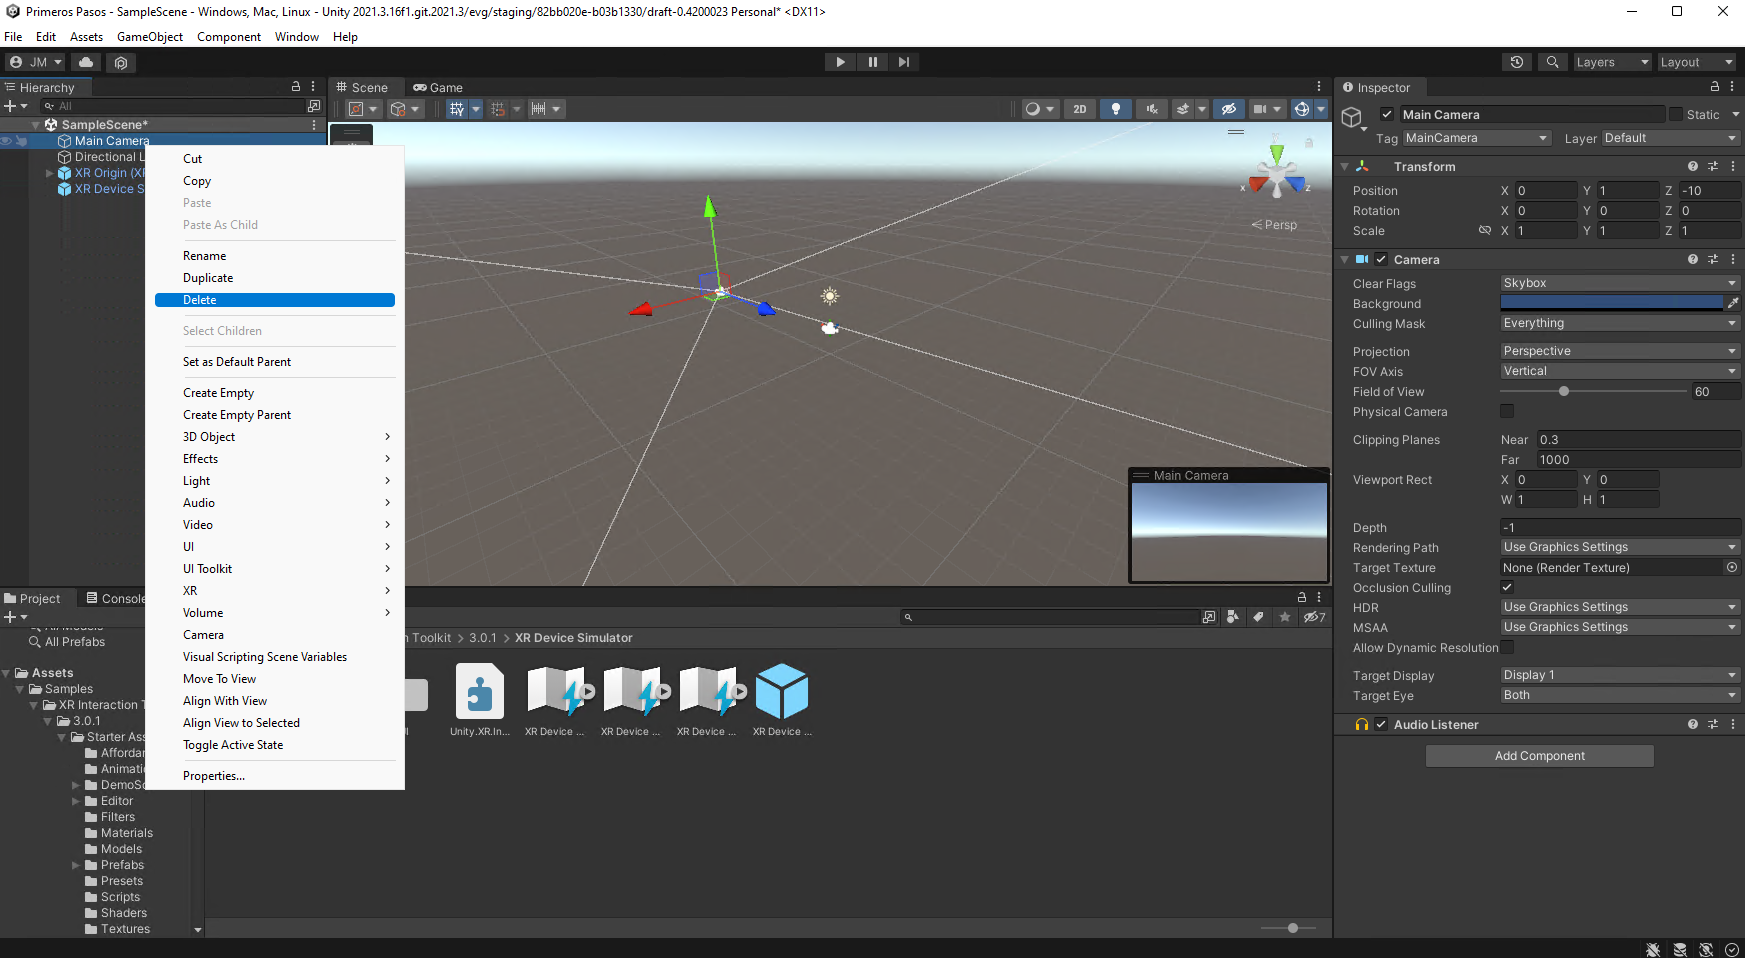 Primeros Pasos - SampleScene - Windows, Mac, Linux - Unity 2021.3.16f1.git.2021.3/evg/staging/82bb020e-b03b1330/draft-0.4200023 Personal* <DX11>
File Edit Assets GameObject Component Window Help
JM
Layers
Layout
Hierarchy
All
SampleScene*
Main Camera
Directional L
XR Origin (XR
XR Device S
Cut
Copy
Paste
Paste As Child
Rename
Duplicate
Delete
Select Children
Set as Default Parent
Create Empty
Create Empty Parent
3D Object
Effects
Light
Audio
Video
UI
UI Toolkit
XR
Volume
Camera
Visual Scripting Scene Variables
Move To View
Align With View
Align View to Selected
Toggle Active State
Properties...
Scene
Game
2D
x
z
Persp
Main Camera
Inspector
Main Camera
Static
Tag MainCamera Layer Default
Transform
Position X 0 Y 1 Z -10
Rotation X 0 Y 0 Z 0
Scale X 1 Y 1 Z 1
Camera
Clear Flags Skybox
Background
Culling Mask Everything
Projection Perspective
FOV Axis Vertical
Field of View 60
Physical Camera
Clipping Planes Near 0.3
Far 1000
Viewport Rect X 0 Y 0
W 1 H 1
Depth -1
Rendering Path Use Graphics Settings
Target Texture None (Render Texture)
Occlusion Culling
HDR Use Graphics Settings
MSAA Use Graphics Settings
Allow Dynamic Resolution
Target Display Display 1
Target Eye Both
Audio Listener
Add Component
Project
Console
7
All Models
All Prefabs
Assets
Samples
XR Interaction T
3.0.1
Starter Ass
Affordan
Animati
DemoSc
Editor
Filters
Materials
Models
Prefabs
Presets
Scripts
Shaders
Textures
n Toolkit > 3.0.1 > XR Device Simulator
Unity.XR.In...
XR Device ...
XR Device ...
XR Device ...
XR Device ...